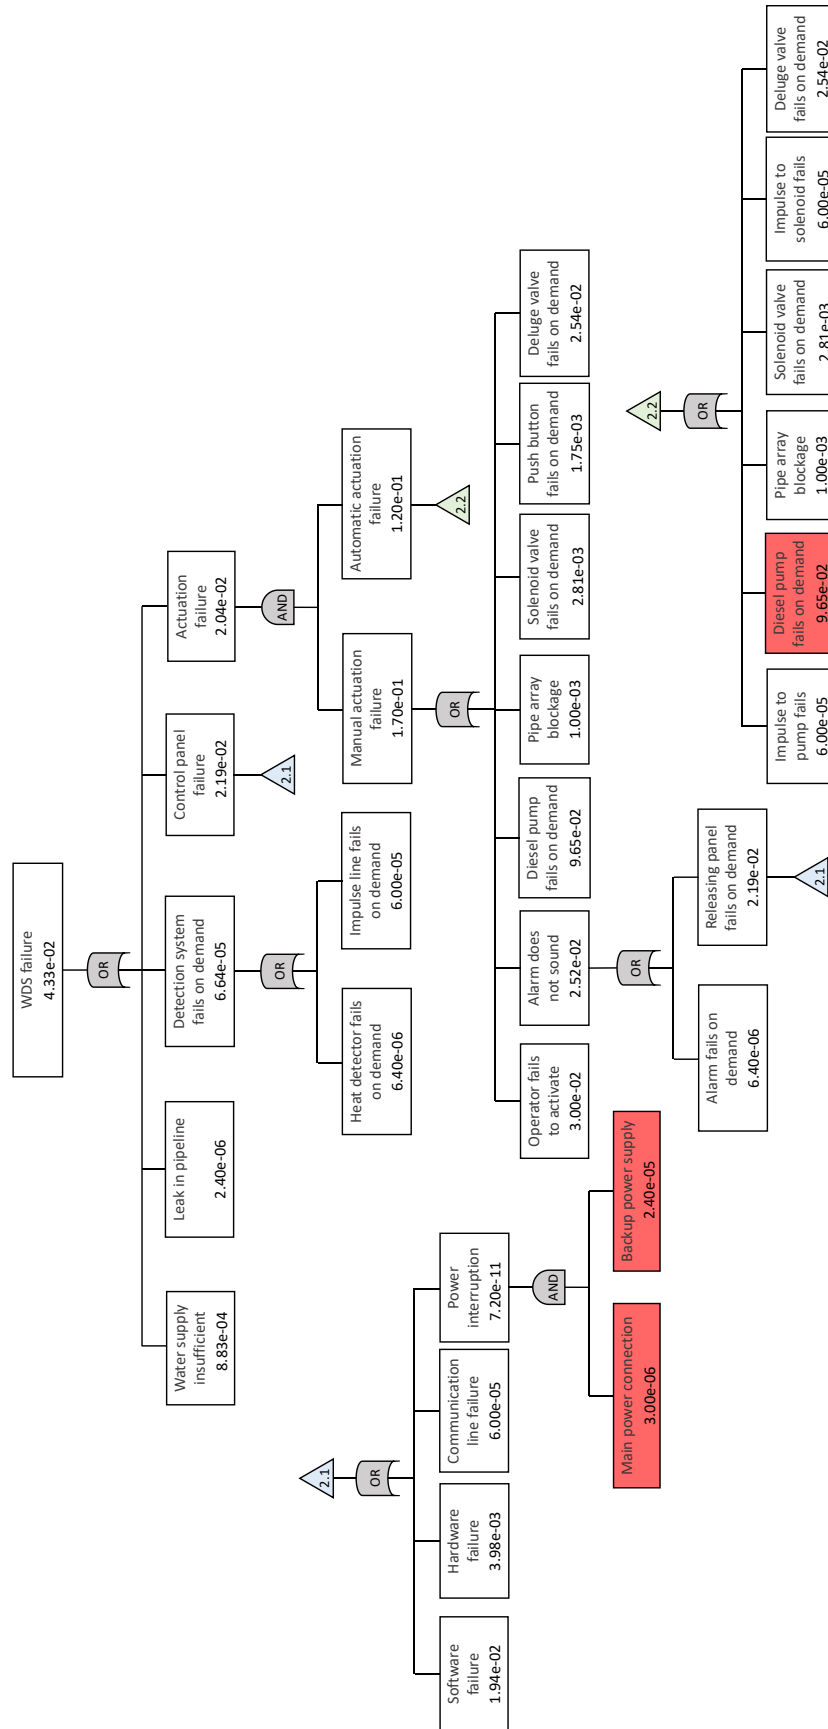 WDS failure
4.33e-02
OR
Water supply
insufficient
8.83e-04
Leak in pipeline
2.40e-06
Detection system
fails on demand
6.64e-05
Control panel
failure
2.19e-02
Actuation
failure
2.04e-02
OR
2.1
AND
Heat detector fails
on demand
6.40e-06
Impulse line fails
on demand
6.00e-05
Manual actuation
failure
1.70e-01
Automatic actuation
failure
1.20e-01
OR
2.2
Operator fails
to activate
3.00e-02
Alarm does
not sound
2.52e-02
Diesel pump
fails on demand
9.65e-02
Pipe array
blockage
1.00e-03
Solenoid valve
fails on demand
2.81e-03
Push button
fails on demand
1.75e-03
Deluge valve
fails on demand
2.54e-02
OR
Alarm fails on
demand
6.40e-06
Releasing panel
fails on demand
2.19e-02
2.1
2.1
OR
Software
failure
1.94e-02
Hardware
failure
3.98e-03
Communication
line failure
6.00e-05
Power
interruption
7.20e-11
AND
Main power connection
3.00e-06
Backup power supply
2.40e-05
2.2
OR
Impulse to
pump fails
6.00e-05
Diesel pump
fails on demand
9.65e-02
Pipe array
blockage
1.00e-03
Solenoid valve
fails on demand
2.81e-03
Impulse to
solenoid fails
6.00e-05
Deluge valve
fails on demand
2.54e-02